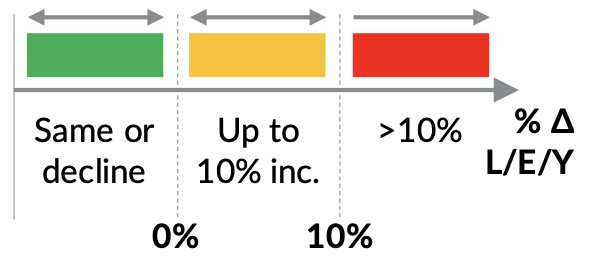 Same or
decline
Up to
10% inc.
>10%
% Δ
L/E/Y
0%
10%